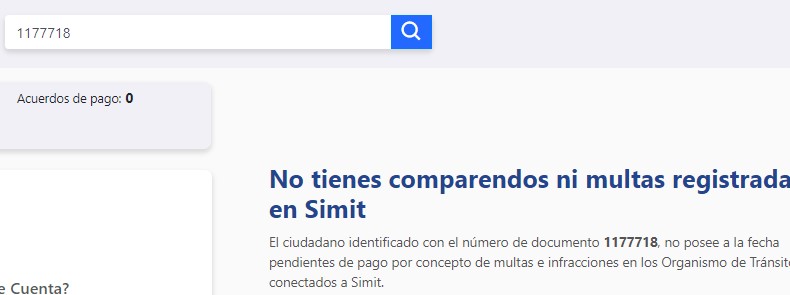 1177718
Acuerdos de pago: 0
No tienes comparendos ni multas registrada
en Simit
El ciudadano identificado con el número de documento 1177718, no posee a la fecha
pendientes de pago por concepto de multas e infracciones en los Organismo de Tránsito
conectados a Simit.
e Cuenta?